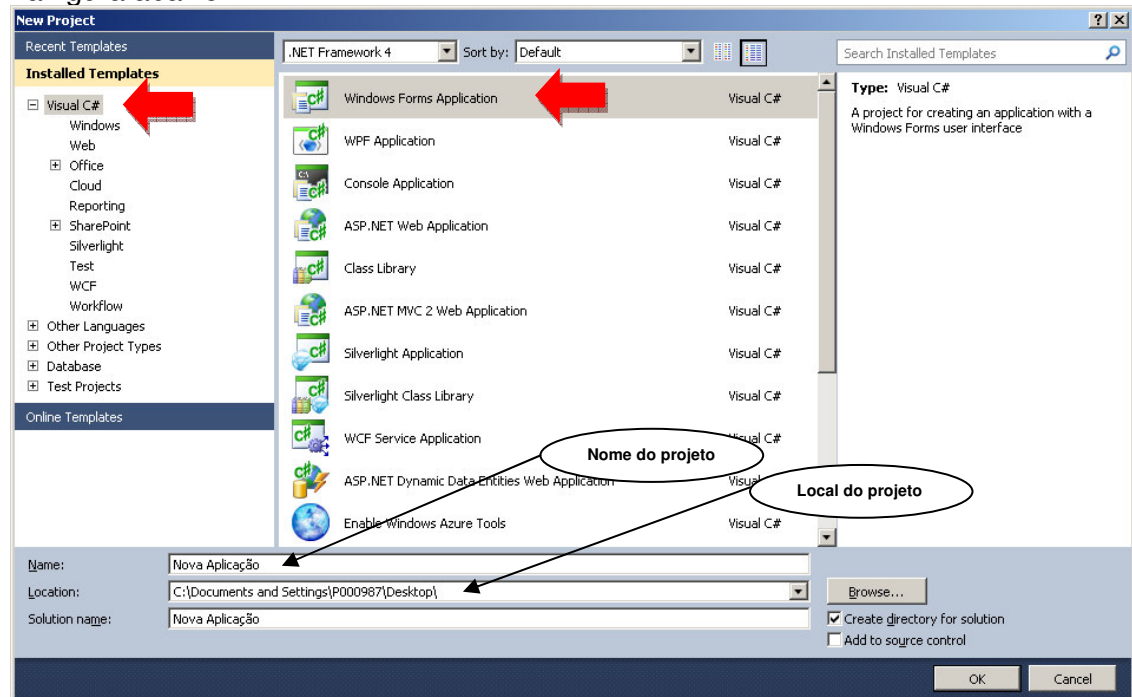 New Project
Recent Templates
.NET Framework 4
Sort by:
Default
Search Installed Templates
Installed Templates
Visual C#
Windows
Web
Office
Cloud
Reporting
SharePoint
Silverlight
Test
WCF
Workflow
Other Languages
Other Project Types
Database
Test Projects
Online Templates
Windows Forms Application Visual C#
WPF Application Visual C#
Console Application Visual C#
ASP.NET Web Application Visual C#
Class Library Visual C#
ASP.NET MVC 2 Web Application Visual C#
Silverlight Application Visual C#
Silverlight Class Library Visual C#
WCF Service Application Visual C#
ASP.NET Dynamic Data Entities Web Application Visual
Enable Windows Azure Tools Visual C#
Type: Visual C#
A project for creating an application with a
Windows Forms user interface
Nome do projeto
Local do projeto
Name: Nova Aplicação
Location: C:\Documents and Settings\P000987\Desktop\
Browse...
Solution name: Nova Aplicação
Create directory for solution
Add to source control
OK Cancel